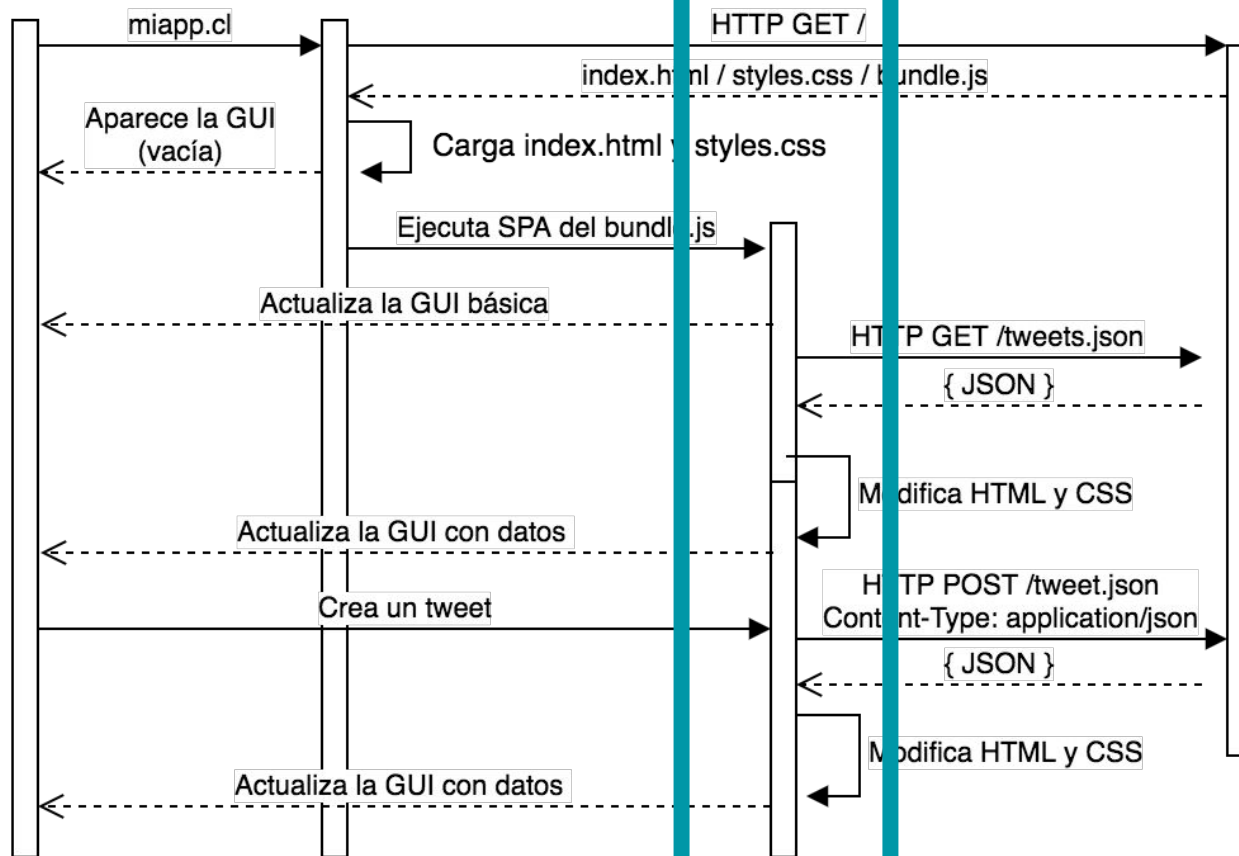 miapp.cl
HTTP GET /
index.html / styles.css / bundle.js
Aparece la GUI
(vacía)
Carga index.html y styles.css
Ejecuta SPA del bundle.js
Actualiza la GUI básica
HTTP GET /tweets.json
{ JSON }
Modifica HTML y CSS
Actualiza la GUI con datos
HTTP POST /tweet.json
Crea un tweet
Content-Type: application/json
{ JSON }
Modifica HTML y CSS
Actualiza la GUI con datos